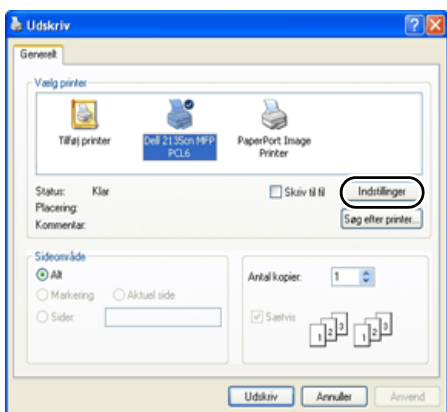 Udskriv
Generelt
Vælg printer
Tilføj printer
Dell 2135cn MFP PCL6
PaperPort Image Printer
Status: Klar
Skriv til fil
Indstillinger
Placering:
Kommentar:
Søg efter printer...
Sideområde
Alt
Markering
Aktuel side
Sider:
Antal kopier: 1
Sætvis
1 2 3 1 2 3
Udskriv
Annuller
Anvend